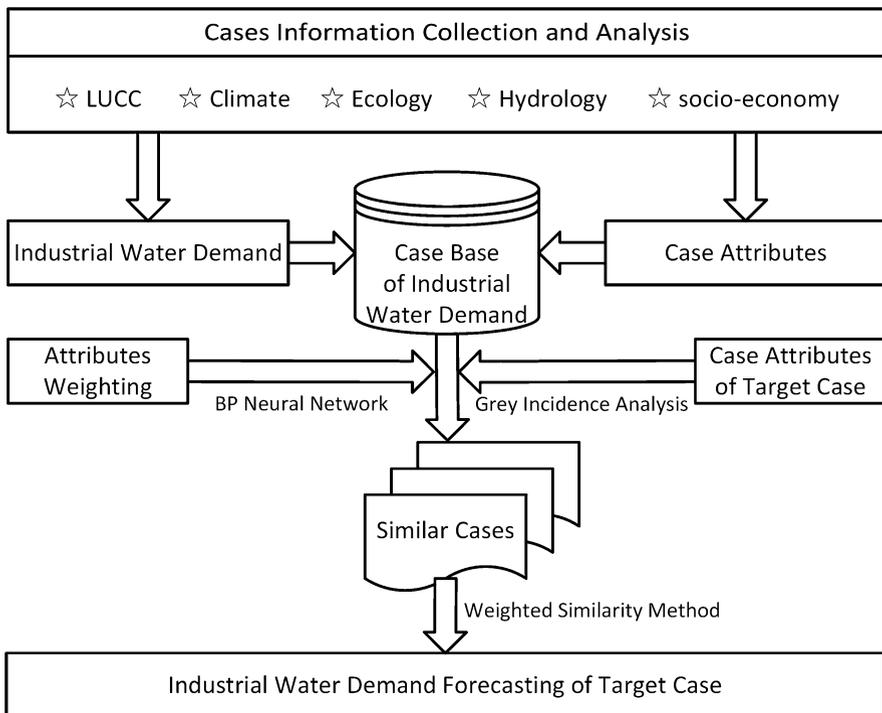 Cases Information Collection and Analysis
☆ LUCC ☆ Climate ☆ Ecology ☆ Hydrology ☆ socio-economy
Industrial Water Demand
Case Base
of Industrial
Water Demand
Case Attributes
Attributes
Weighting
BP Neural Network
Grey Incidence Analysis
Case Attributes
of Target Case
Similar Cases
Weighted Similarity Method
Industrial Water Demand Forecasting of Target Case